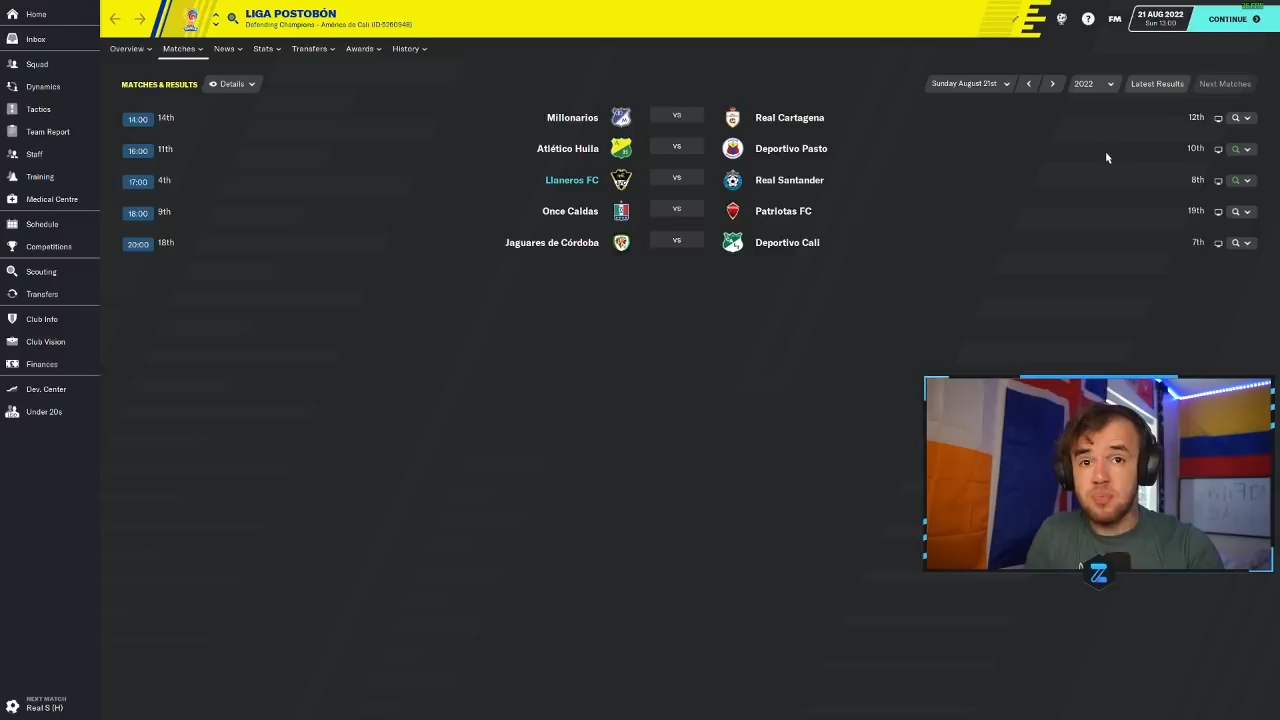 Home
Inbox
Squad
Dynamics
Tactics
Team Report
Staff
Training
Medical Centre
Schedule
Competitions
Scouting
Transfers
Club Info
Club Vision
Finances
Dev. Center
Under 20s
NEXT MATCH
Real S (H)
LIGA POSTOBÓN
Defending Champions - América de Cali (ID:5260948)
FM
21 AUG 2022
Sun 13:00
CONTINUE
Overview Matches News Stats Transfers Awards History
MATCHES & RESULTS Details Sunday August 21st 2022 Latest Results Next Matches
14:00 14th Millonarios vs Real Cartagena 12th
16:00 11th Atlético Huila vs Deportivo Pasto 10th
17:00 4th Llaneros FC vs Real Santander 8th
18:00 9th Once Caldas vs Patriotas FC 19th
20:00 18th Jaguares de Córdoba vs Deportivo Cali 7th